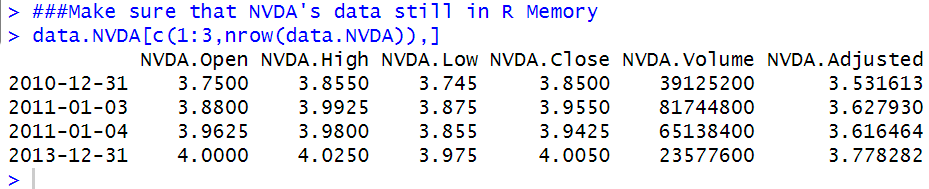 > ###Make sure that NVDA's data still in R Memory
> data.NVDA[c(1:3,nrow(data.NVDA)),]
NVDA.Open NVDA.High NVDA.Low NVDA.Close NVDA.Volume NVDA.Adjusted
2010-12-31 3.7500 3.8550 3.745 3.8500 39125200 3.531613
2011-01-03 3.8800 3.9925 3.875 3.9550 81744800 3.627930
2011-01-04 3.9625 3.9800 3.855 3.9425 65138400 3.616464
2013-12-31 4.0000 4.0250 3.975 4.0050 23577600 3.778282
>